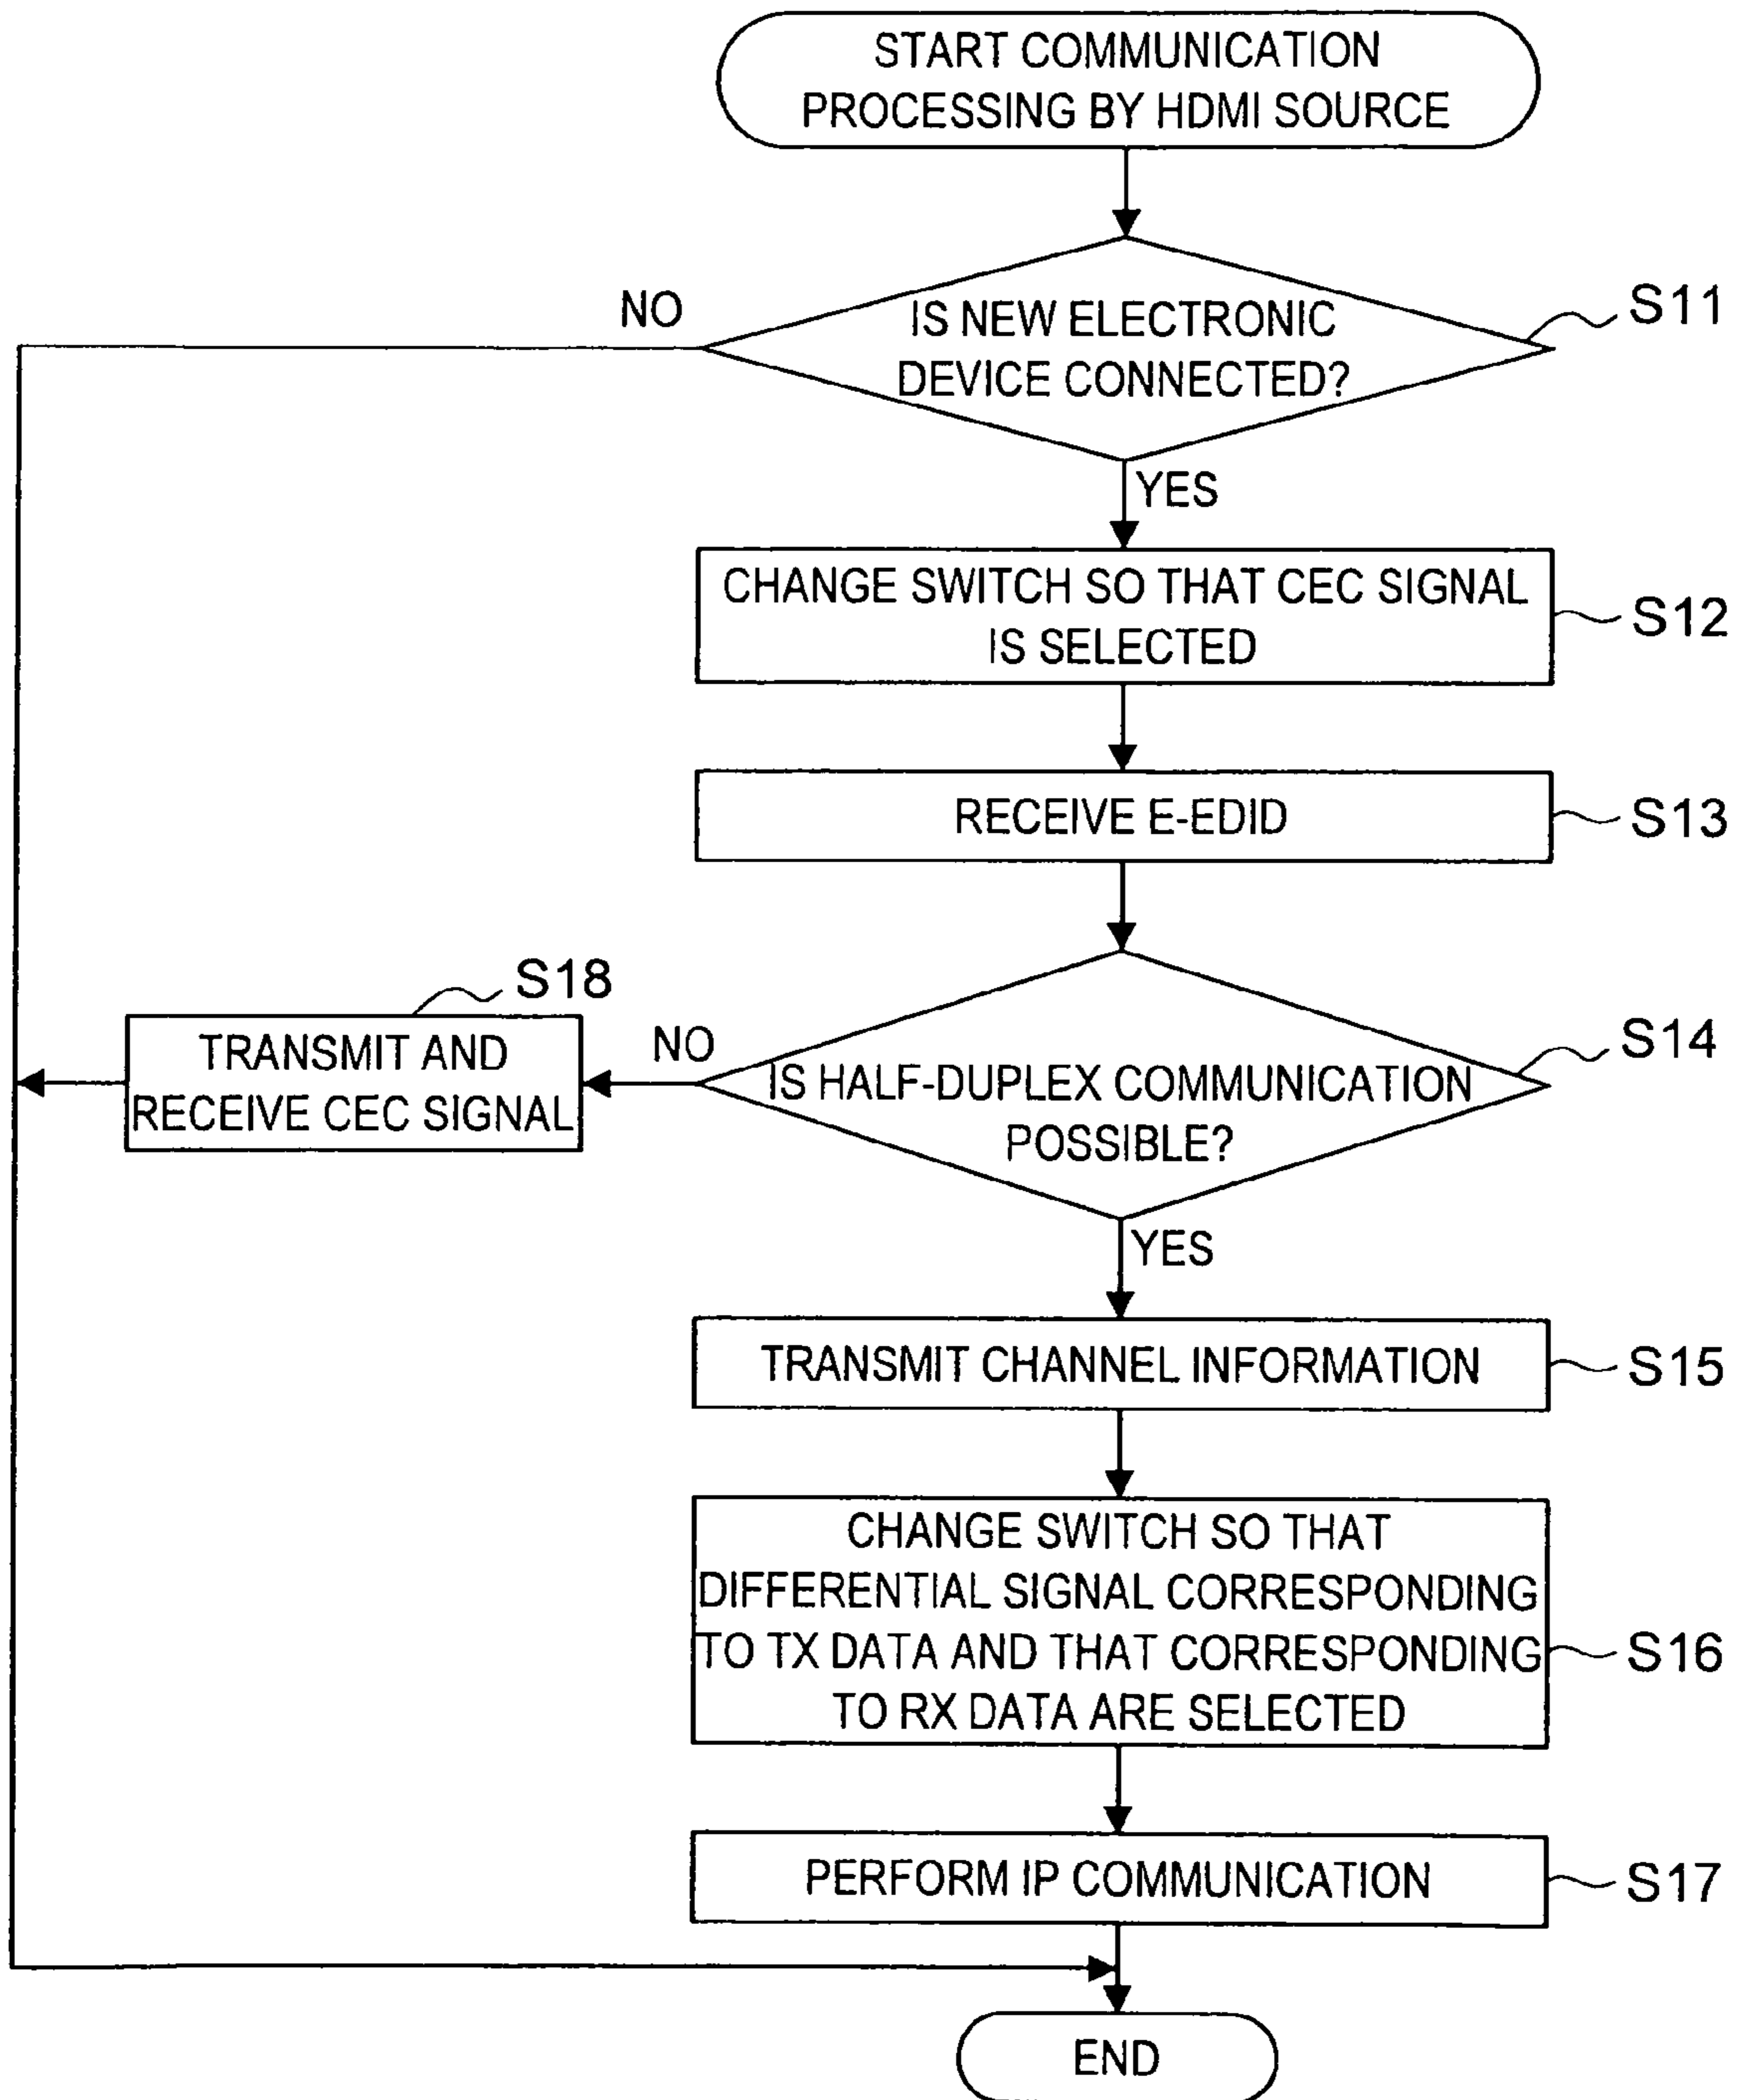 START COMMUNICATION
PROCESSING BY HDMI SOURCE
NO
IS NEW ELECTRONIC
DEVICE CONNECTED?
S11
YES
CHANGE SWITCH SO THAT CEC SIGNAL
IS SELECTED
S12
RECEIVE E-EDID
S13
S18
TRANSMIT AND
RECEIVE CEC SIGNAL
NO
IS HALF-DUPLEX COMMUNICATION
POSSIBLE?
S14
YES
TRANSMIT CHANNEL INFORMATION
S15
CHANGE SWITCH SO THAT
DIFFERENTIAL SIGNAL CORRESPONDING
TO TX DATA AND THAT CORRESPONDING
TO RX DATA ARE SELECTED
S16
PERFORM IP COMMUNICATION
S17
END